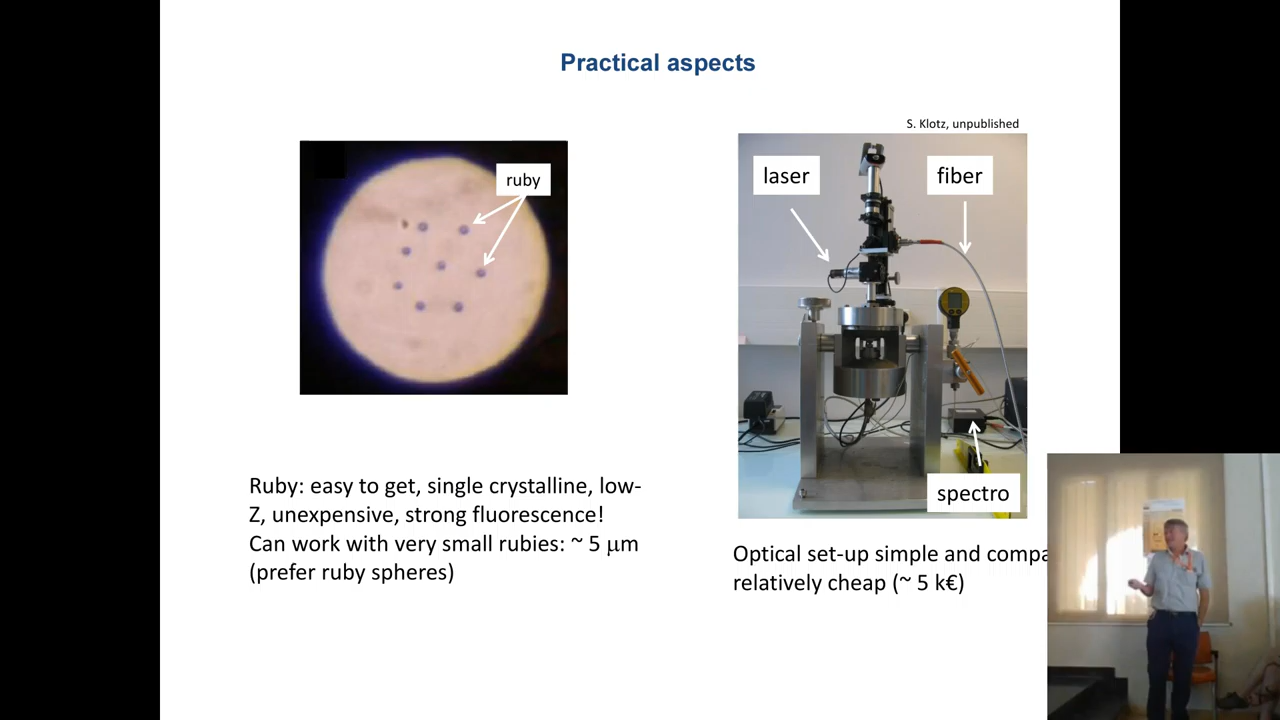 Practical aspects
S. Klotz, unpublished
ruby
laser
fiber
spectro
Ruby: easy to get, single crystalline, low-
Z, unexpensive, strong fluorescence!
Can work with very small rubies: ~ 5 μm
(prefer ruby spheres)
Optical set-up simple and compa
relatively cheap (~ 5 k€)